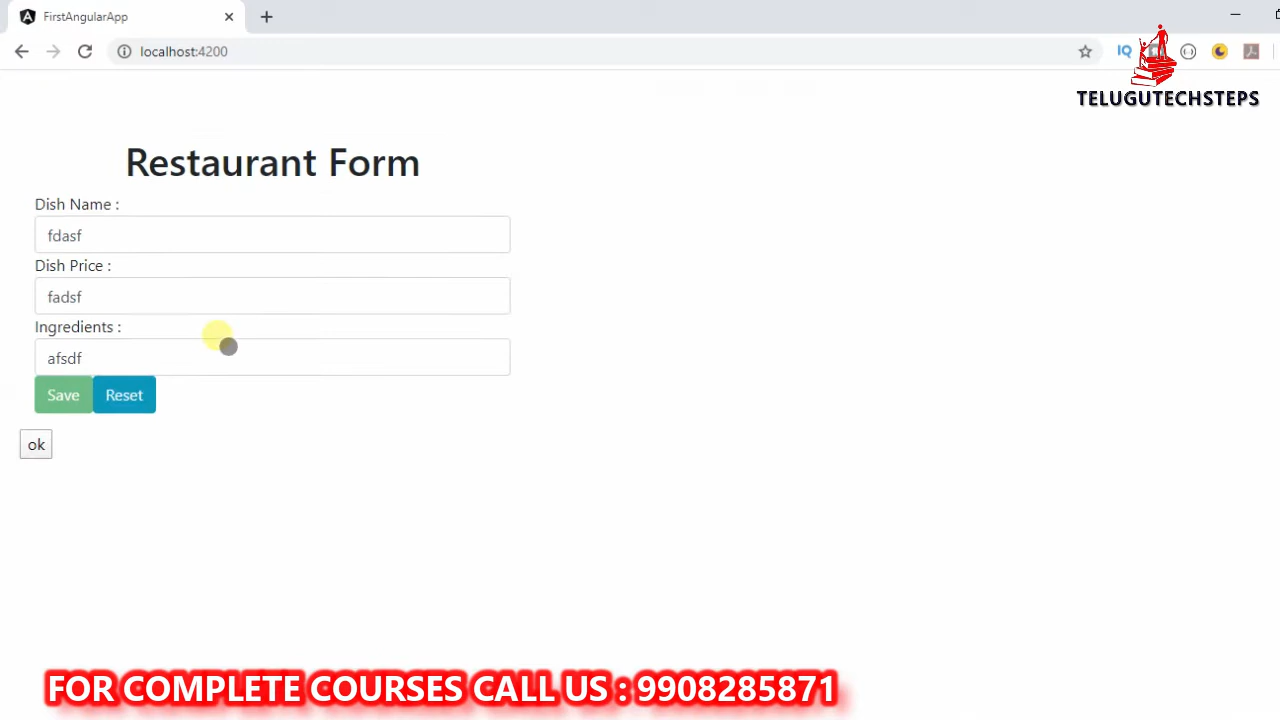 FirstAngularApp
localhost:4200
IQ
TELUGUTECHSTEPS
Restaurant Form
Dish Name :
fdasf
Dish Price :
fadsf
Ingredients :
afsdf
Save Reset
ok
FOR COMPLETE COURSES CALL US : 9908285871